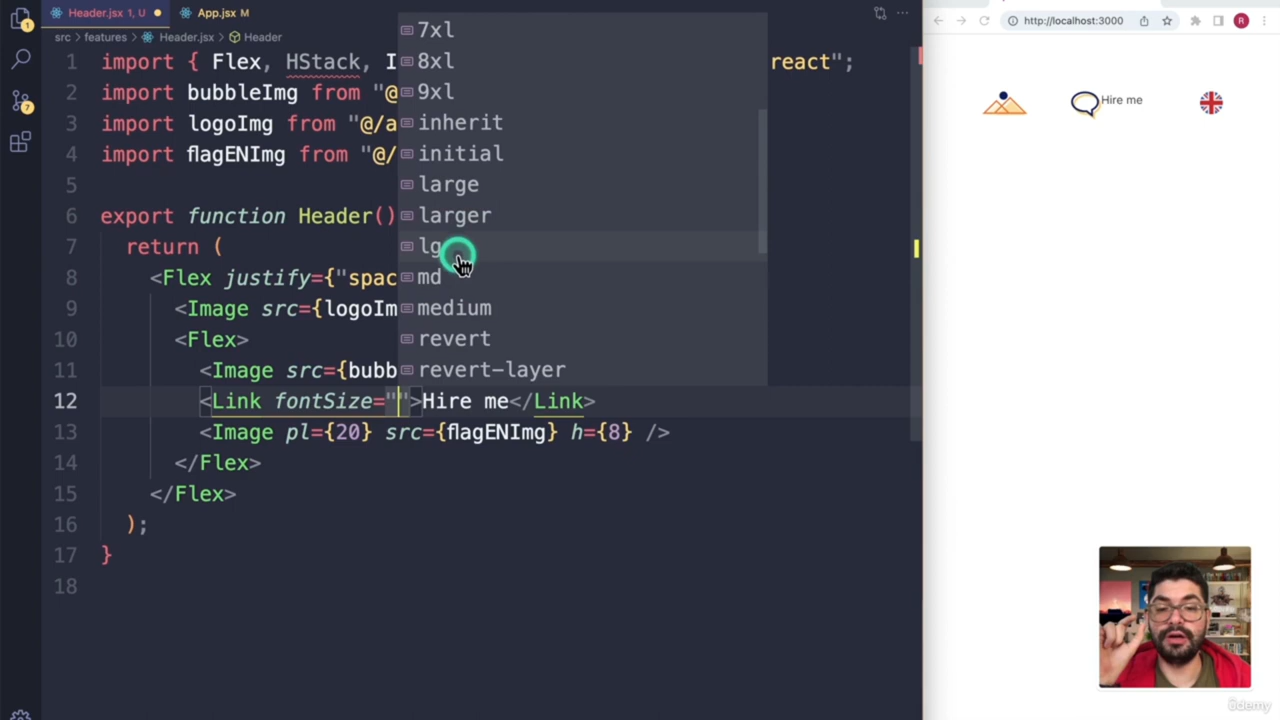 Header.jsx 1, U
App.jsx M
src › features › Header.jsx › Header
http://localhost:3000
R
1 import { Flex, HStack, I react";
2 import bubbleImg from "@
3 import logoImg from "@/a
4 import flagENImg from "@/
5
6 export function Header()
7 return (
8 <Flex justify={"spac
9 <Image src={logoIm
10 <Flex>
11 <Image src={bubb
12 <Link fontSize="">Hire me</Link>
13 <Image pl={20} src={flagENImg} h={8} />
14 </Flex>
15 </Flex>
16 );
17 }
18
7xl
8xl
9xl
inherit
initial
large
larger
lg
md
medium
revert
revert-layer
1
7
Hire me
ûdemy